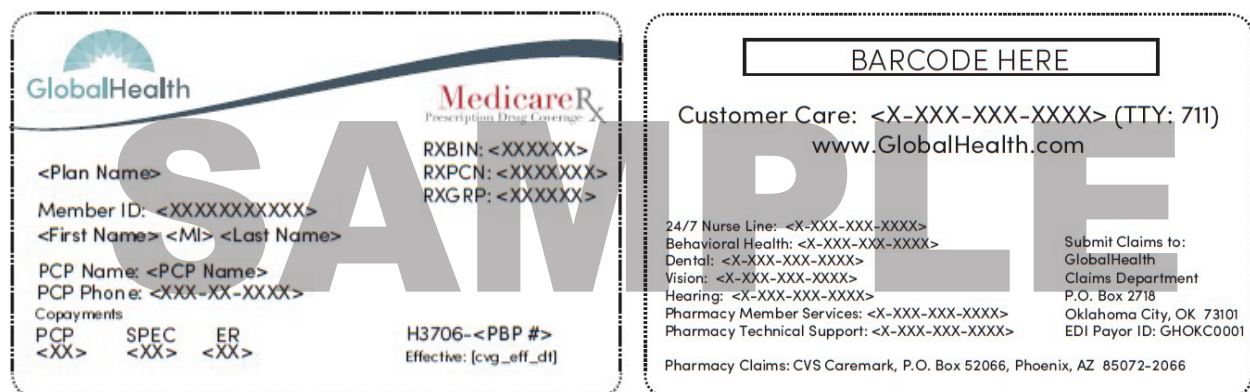 GlobalHealth
MedicareRx
Prescription Drug Coverage
RXBIN: <XXXXXX>
RXPCN: <XXXXXXX>
RXGRP: <XXXXXX>
<Plan Name>
Member ID: <XXXXXXXXXXX>
<First Name> <MI> <Last Name>
PCP Name: <PCP Name>
PCP Phone: <XXX-XX-XXXX>
Copayments
PCP SPEC ER
<XX> <XX> <XX>
H3706-<PBP #>
Effective: [cvg_eff_dt]
SAMPLE
BARCODE HERE
Customer Care: <X-XXX-XXX-XXXX> (TTY: 711)
www.GlobalHealth.com
24/7 Nurse Line: <X-XXX-XXX-XXXX>
Behavioral Health: <X-XXX-XXX-XXXX>
Dental: <X-XXX-XXX-XXXX>
Vision: <X-XXX-XXX-XXXX>
Hearing: <X-XXX-XXX-XXXX>
Pharmacy Member Services: <X-XXX-XXX-XXXX>
Pharmacy Technical Support: <X-XXX-XXX-XXXX>
Submit Claims to:
GlobalHealth
Claims Department
P.O. Box 2718
Oklahoma City, OK 73101
EDI Payor ID: GHOKC0001
Pharmacy Claims: CVS Caremark, P.O. Box 52066, Phoenix, AZ 85072-2066